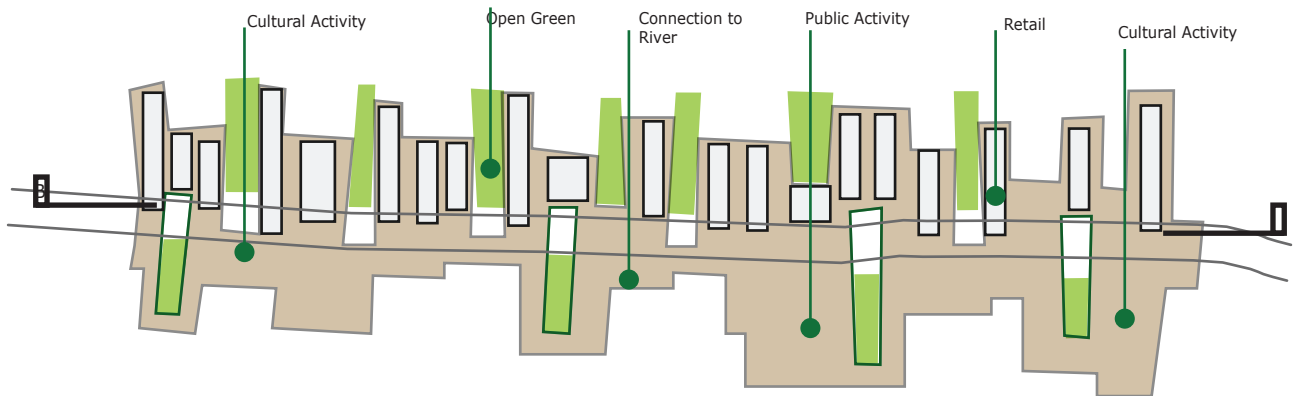 Cultural Activity
Open Green
Connection to
River
Public Activity
Retail
Cultural Activity